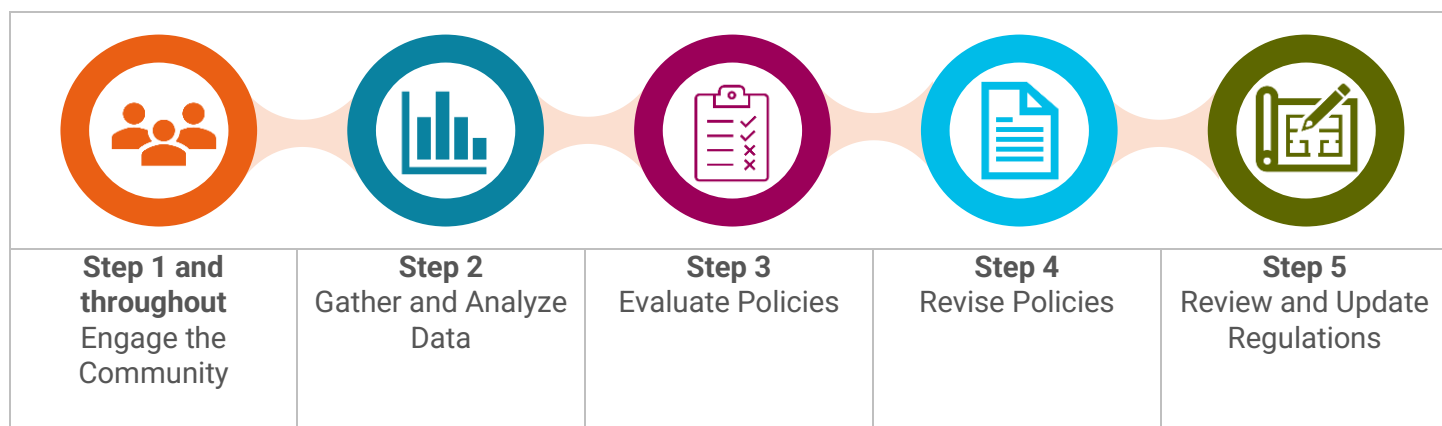 Step 1 and
throughout
Engage the
Community
Step 2
Gather and Analyze
Data
Step 3
Evaluate Policies
Step 4
Revise Policies
Step 5
Review and Update
Regulations